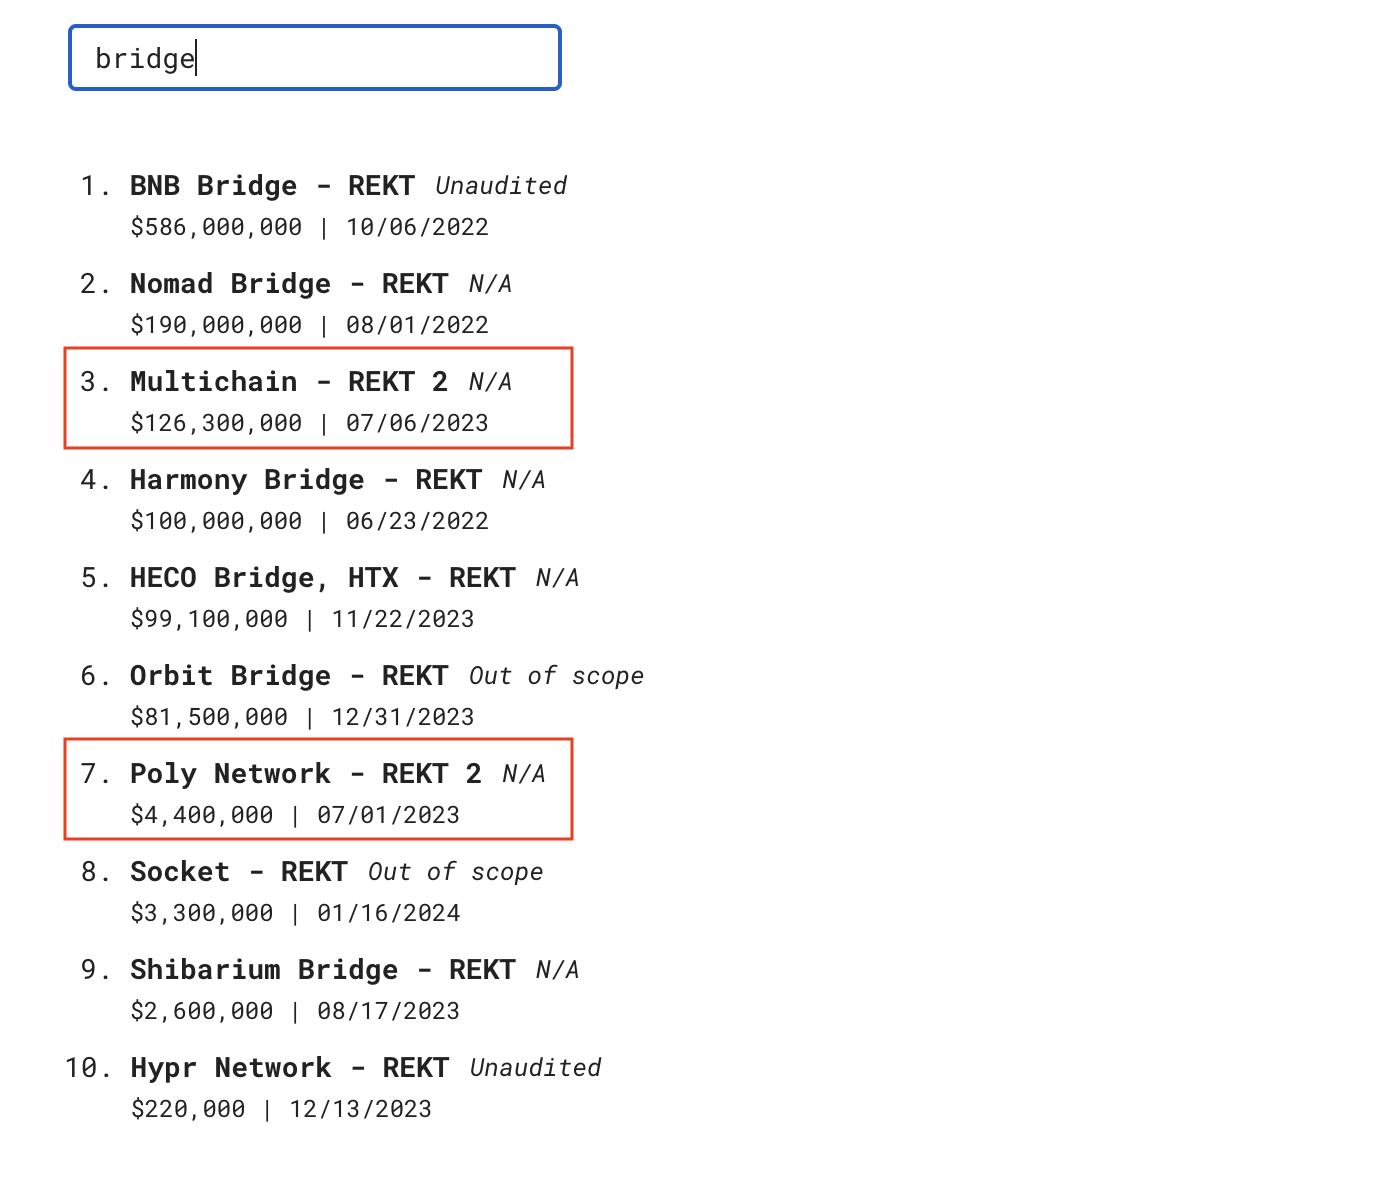 bridge
1. BNB Bridge - REKT Unaudited
$586,000,000 | 10/06/2022
2. Nomad Bridge - REKT N/A
$190,000,000 | 08/01/2022
3. Multichain - REKT 2 N/A
$126,300,000 | 07/06/2023
4. Harmony Bridge - REKT N/A
$100,000,000 | 06/23/2022
5. HECO Bridge, HTX - REKT N/A
$99,100,000 | 11/22/2023
6. Orbit Bridge - REKT Out of scope
$81,500,000 | 12/31/2023
7. Poly Network - REKT 2 N/A
$4,400,000 | 07/01/2023
8. Socket - REKT Out of scope
$3,300,000 | 01/16/2024
9. Shibarium Bridge - REKT N/A
$2,600,000 | 08/17/2023
10. Hypr Network - REKT Unaudited
$220,000 | 12/13/2023